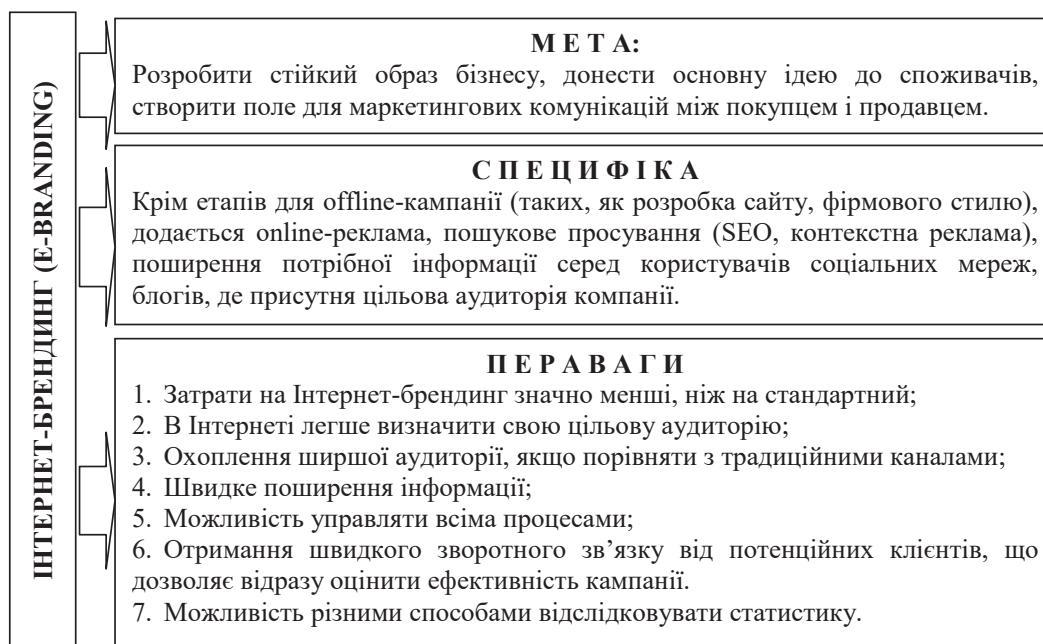 ІНТЕРНЕТ-БРЕНДИНГ (E-BRANDING)
М Е Т А:
Розробити стійкий образ бізнесу, донести основну ідею до споживачів,
створити поле для маркетингових комунікацій між покупцем і продавцем.
С П Е Ц И Ф І К А
Крім етапів для offline-кампанії (таких, як розробка сайту, фірмового стилю),
додається online-реклама, пошукове просування (SEO, контекстна реклама),
поширення потрібної інформації серед користувачів соціальних мереж,
блогів, де присутня цільова аудиторія компанії.
П Е Р А В А Г И
1. Затрати на Інтернет-брендинг значно менші, ніж на стандартний;
2. В Інтернеті легше визначити свою цільову аудиторію;
3. Охоплення ширшої аудиторії, якщо порівняти з традиційними каналами;
4. Швидке поширення інформації;
5. Можливість управляти всіма процесами;
6. Отримання швидкого зворотного зв’язку від потенційних клієнтів, що
дозволяє відразу оцінити ефективність кампанії.
7. Можливість різними способами відслідковувати статистику.